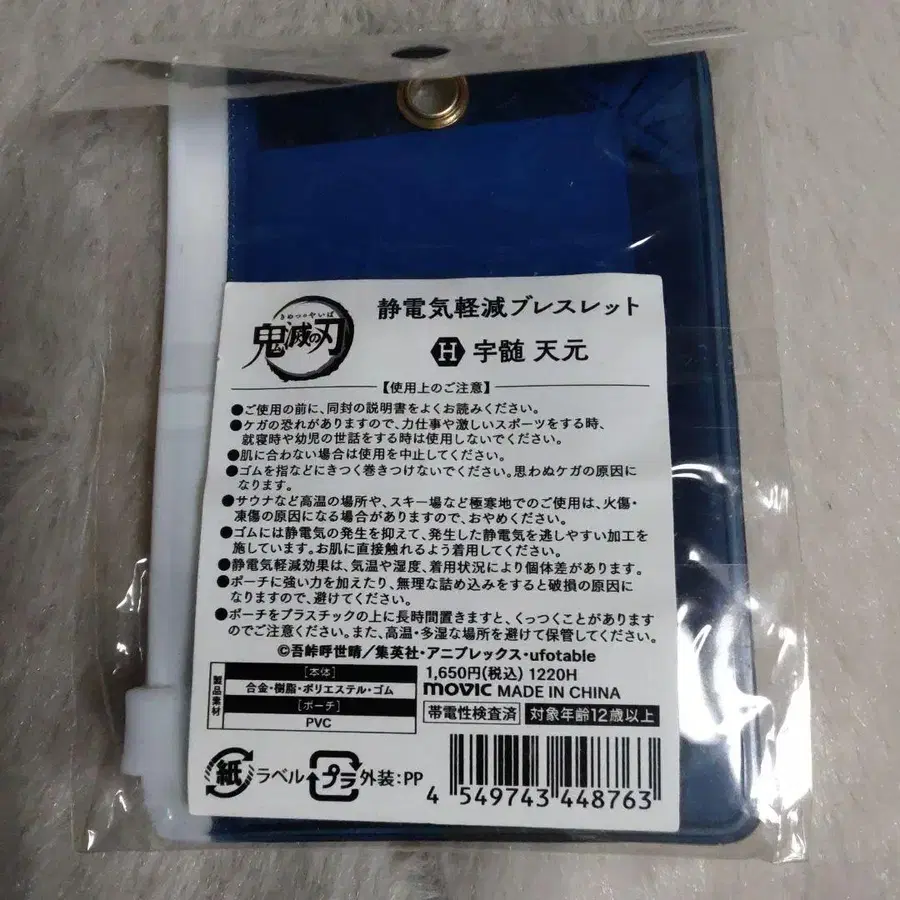 きめつのやいば
鬼滅の刃
静電気軽減ブレスレット
H 宇髄 天元
【使用上のご注意】
●ご使用の前に、同封の説明書をよくお読みください。
●ケガの恐れがありますので、力仕事や激しいスポーツをする時、
就寝時や幼児の世話をする時は使用しないでください。
●肌に合わない場合は使用を中止してください。
●ゴムを指などにきつく巻きつけないでください。思わぬケガの原因に
なります。
●サウナなど高温の場所や、スキー場など極寒地でのご使用は、火傷・
凍傷の原因になる場合がありますので、おやめください。
●ゴムには静電気の発生を抑えて、発生した静電気を逃しやすい加工を
施しています。お肌に直接触れるよう着用してください。
●静電気軽減効果は、気温や湿度、着用状況により個体差があります。
●ポーチに強い力を加えたり、無理な詰め込みをすると破損の原因に
なりますので、避けてください。
●ポーチをプラスチックの上に長時間置きますと、くっつくことがあります
のでご注意ください。また、高温・多湿な場所を避けて保管してください。
©吾峠呼世晴／集英社・アニプレックス・ufotable
製品素材
[本体]
合金・樹脂・ポリエステル・ゴム
[ポーチ]
PVC
1,650円(税込) 1220H
movic MADE IN CHINA
帯電性検査済 対象年齢12歳以上
紙 ラベル プラ 外装:PP
4 549743 448763